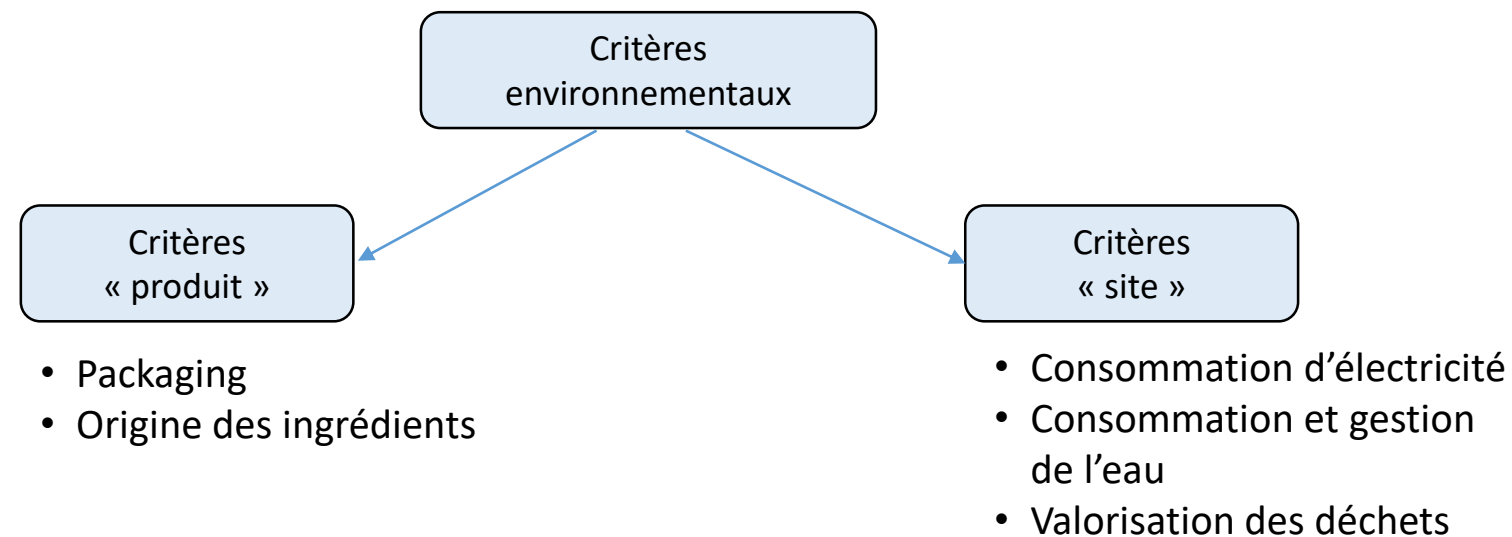 Critères
environnementaux
Critères
« produit »
• Packaging
• Origine des ingrédients
Critères
« site »
• Consommation d’électricité
• Consommation et gestion
de l’eau
• Valorisation des déchets